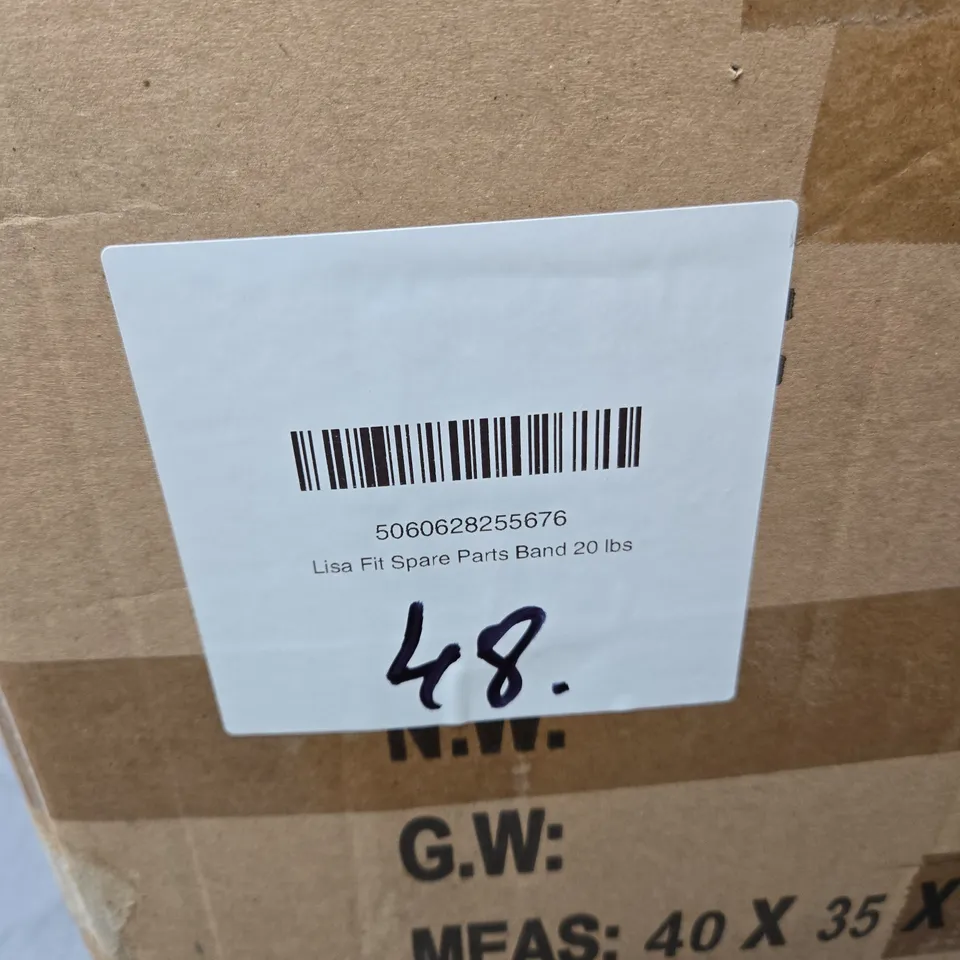 5060628255676
Lisa Fit Spare Parts Band 20 lbs
48.
N.W:
G.W:
MEAS: 40 X 35 X